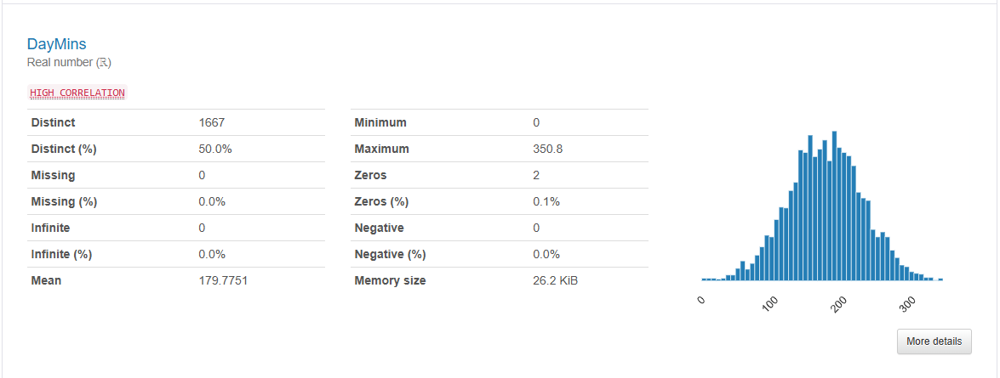 DayMins
Real number (ℝ)
HIGH CORRELATION
Distinct 1667
Distinct (%) 50.0%
Missing 0
Missing (%) 0.0%
Infinite 0
Infinite (%) 0.0%
Mean 179.7751
Minimum 0
Maximum 350.8
Zeros 2
Zeros (%) 0.1%
Negative 0
Negative (%) 0.0%
Memory size 26.2 KiB
0 100 200 300
More details